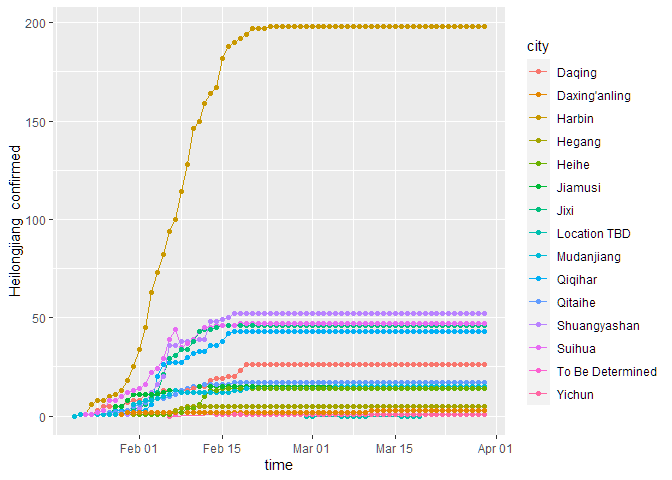 Heilongjiang confirmed
200
150
100
50
0
Feb 01
Feb 15
Mar 01
Mar 15
Apr 01
time
city
Daqing
Daxing'anling
Harbin
Hegang
Heihe
Jiamusi
Jixi
Location TBD
Mudanjiang
Qiqihar
Qitaihe
Shuangyashan
Suihua
To Be Determined
Yichun